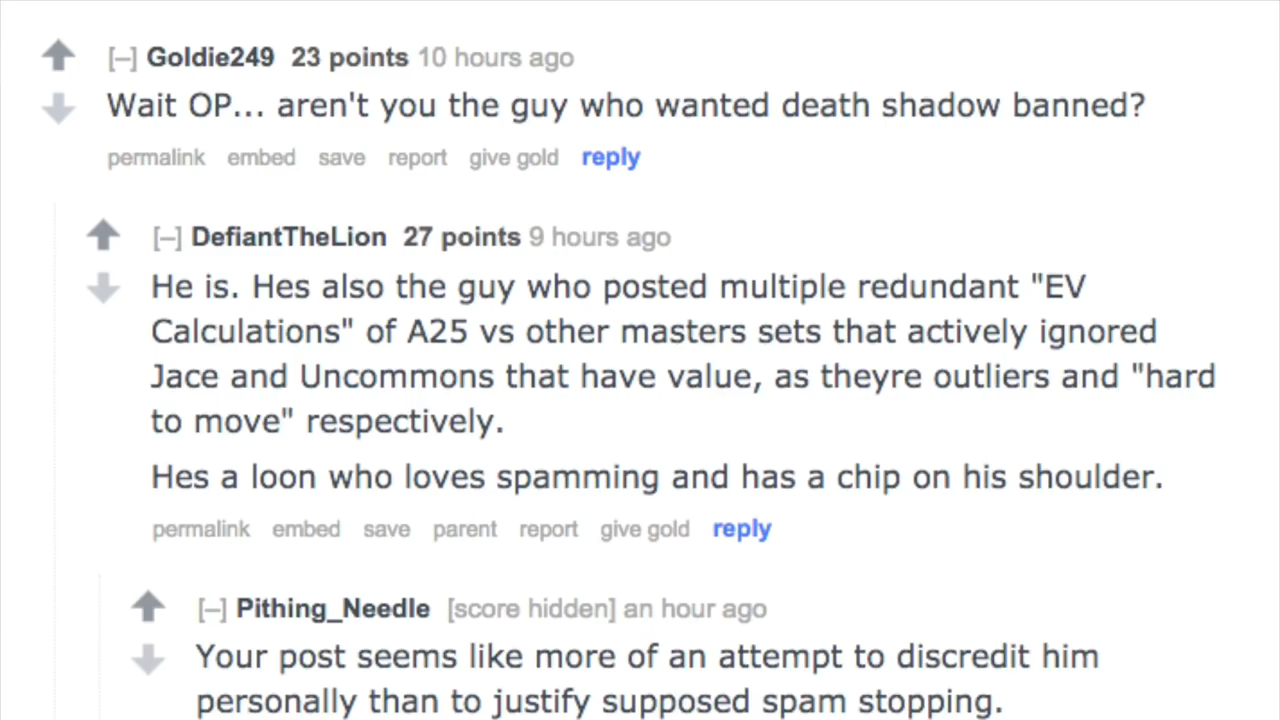 [–] Goldie249 23 points 10 hours ago
Wait OP... aren't you the guy who wanted death shadow banned?
permalink embed save report give gold reply
[–] DefiantTheLion 27 points 9 hours ago
He is. Hes also the guy who posted multiple redundant "EV
Calculations" of A25 vs other masters sets that actively ignored
Jace and Uncommons that have value, as theyre outliers and "hard
to move" respectively.
Hes a loon who loves spamming and has a chip on his shoulder.
permalink embed save parent report give gold reply
[–] Pithing_Needle [score hidden] an hour ago
Your post seems like more of an attempt to discredit him
personally than to justify supposed spam stopping.